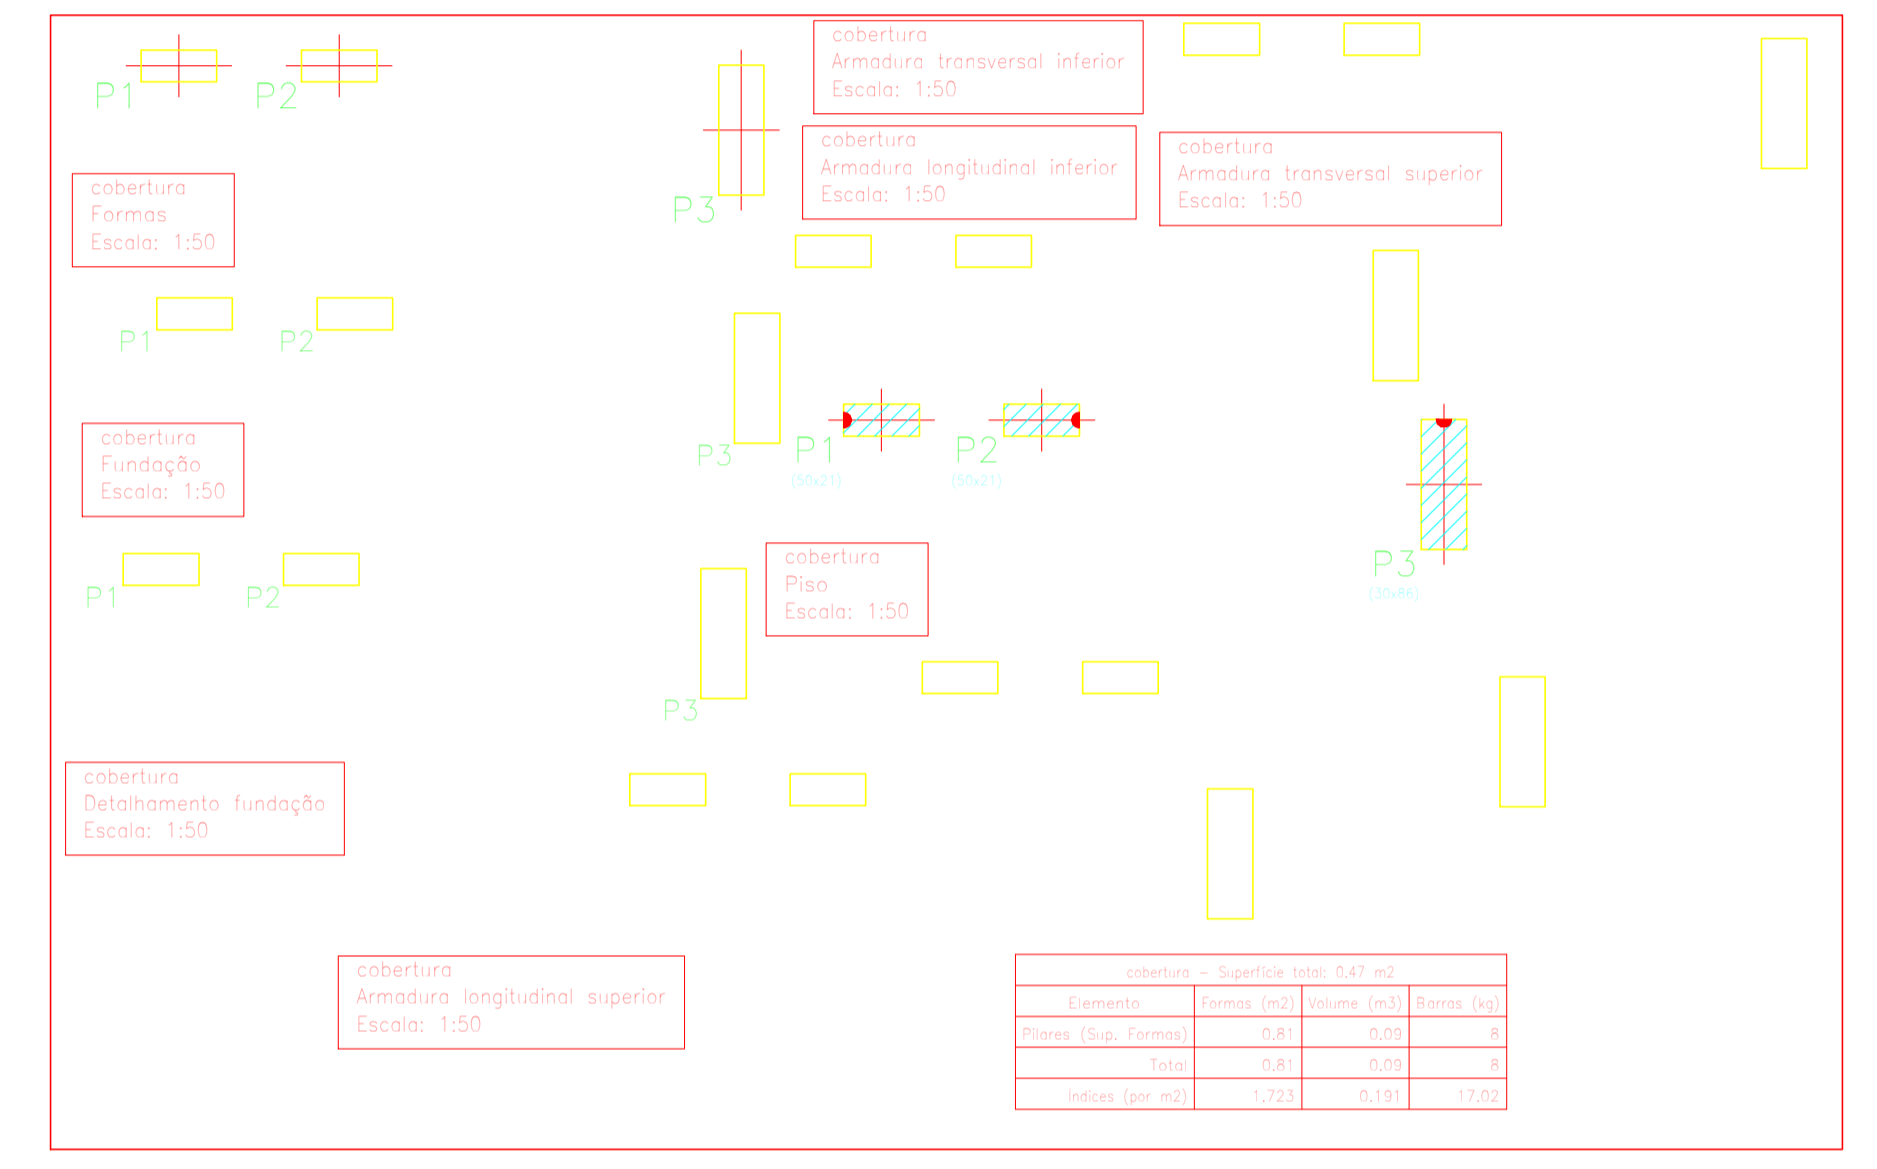 cobertura
Armadura transversal inferior
Escala: 1:50
P1
P2
cobertura
Armadura longitudinal inferior
Escala: 1:50
cobertura
Armadura transversal superior
Escala: 1:50
P3
cobertura
Formas
Escala: 1:50
P1
P2
P3
cobertura
Fundação
Escala: 1:50
P1
(50x21)
P2
(50x21)
P3
(30x86)
cobertura
Piso
Escala: 1:50
P1
P2
P3
cobertura
Detalhamento fundação
Escala: 1:50
cobertura
Armadura longitudinal superior
Escala: 1:50
cobertura - Superfície total: 0.47 m2
Elemento Formas (m2) Volume (m3) Barras (kg)
Pilares (Sup. Formas) 0.81 0.09 8
Total 0.81 0.09 8
Índices (por m2) 1.723 0.191 17.02